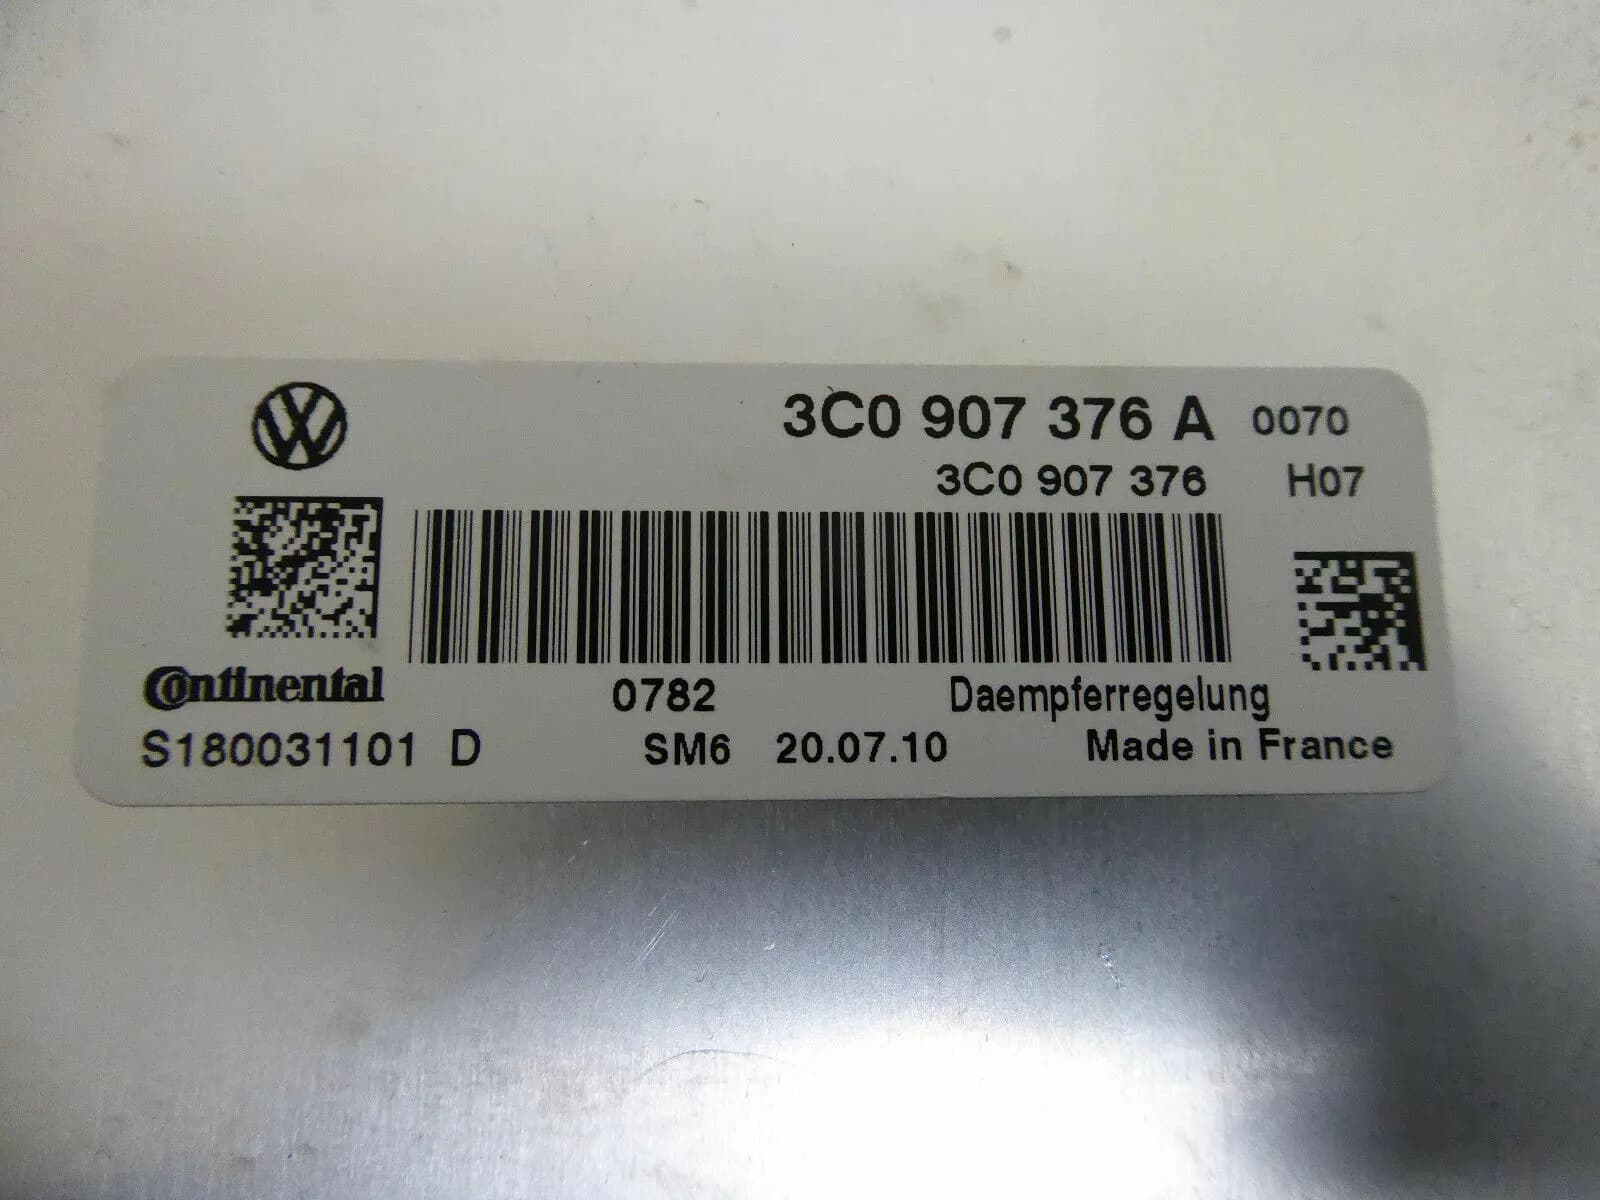 3C0 907 376 A 0070
3C0 907 376 H07
Continental 0782 Daempferregelung
S180031101 D SM6 20.07.10 Made in France